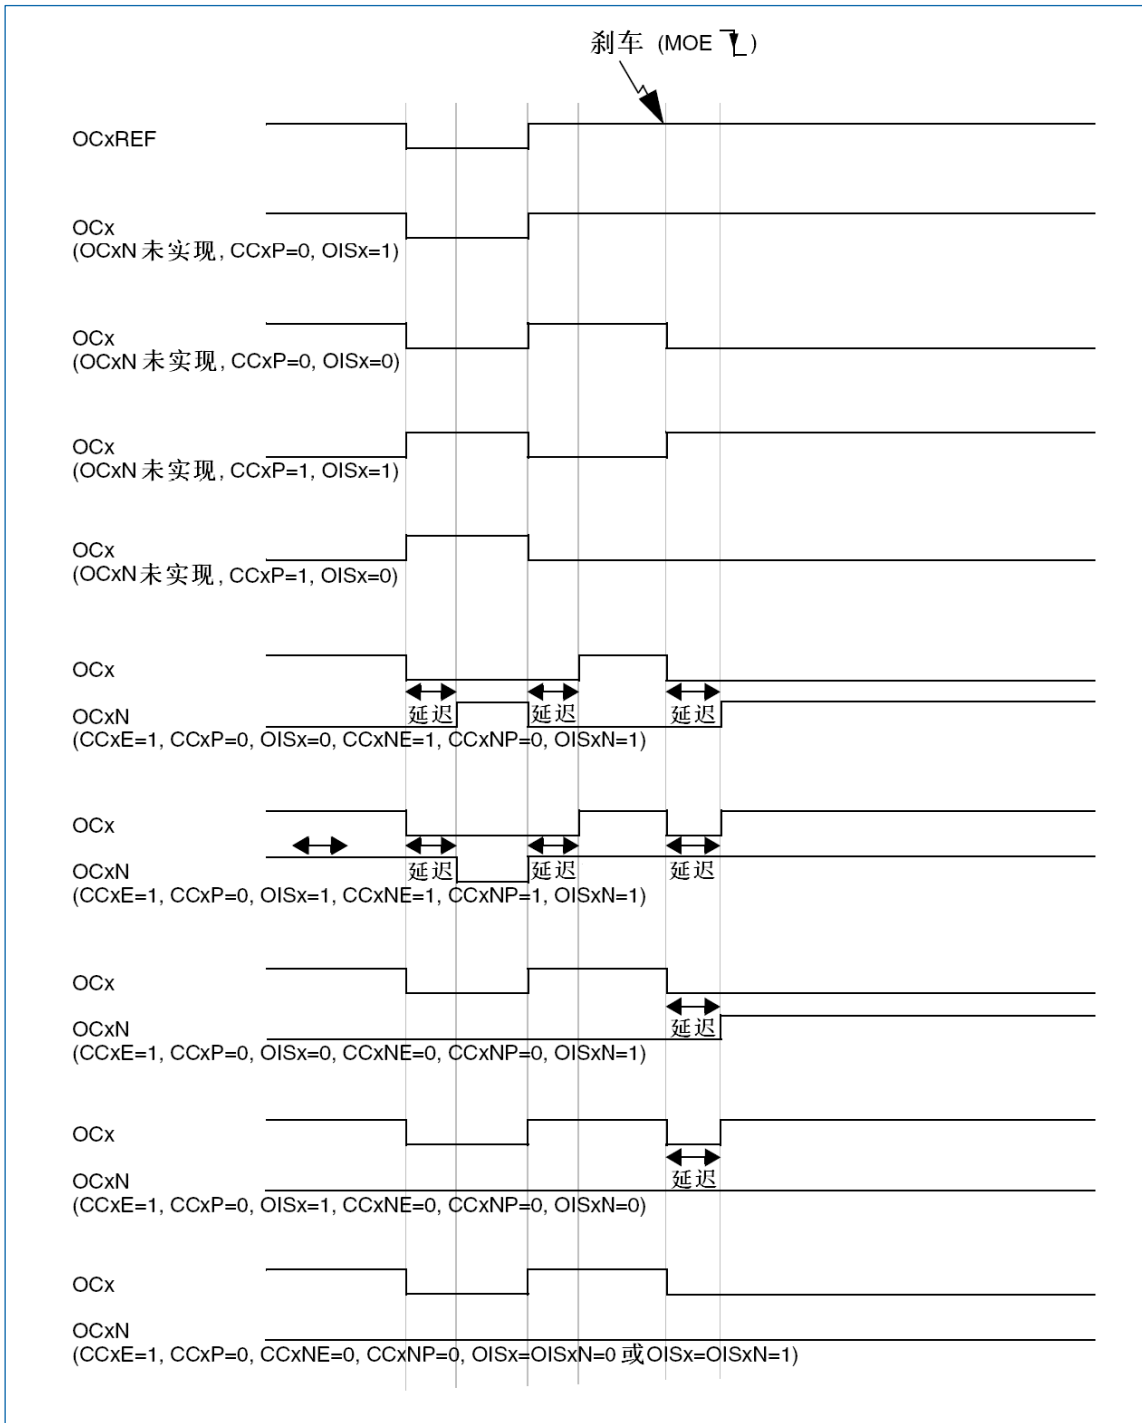 刹车 (MOE )
OCxREF
OCx
(OCxN 未实现, CCxP=0, OISx=1)
OCx
(OCxN 未实现, CCxP=0, OISx=0)
OCx
(OCxN 未实现, CCxP=1, OISx=1)
OCx
(OCxN 未实现, CCxP=1, OISx=0)
OCx
延迟 延迟 延迟
OCxN
(CCxE=1, CCxP=0, OISx=0, CCxNE=1, CCxNP=0, OISxN=1)
OCx
延迟 延迟 延迟
OCxN
(CCxE=1, CCxP=0, OISx=1, CCxNE=1, CCxNP=1, OISxN=1)
OCx
延迟
OCxN
(CCxE=1, CCxP=0, OISx=0, CCxNE=0, CCxNP=0, OISxN=1)
OCx
延迟
OCxN
(CCxE=1, CCxP=0, OISx=1, CCxNE=0, CCxNP=0, OISxN=0)
OCx
OCxN
(CCxE=1, CCxP=0, CCxNE=0, CCxNP=0, OISx=OISxN=0 或OISx=OISxN=1)